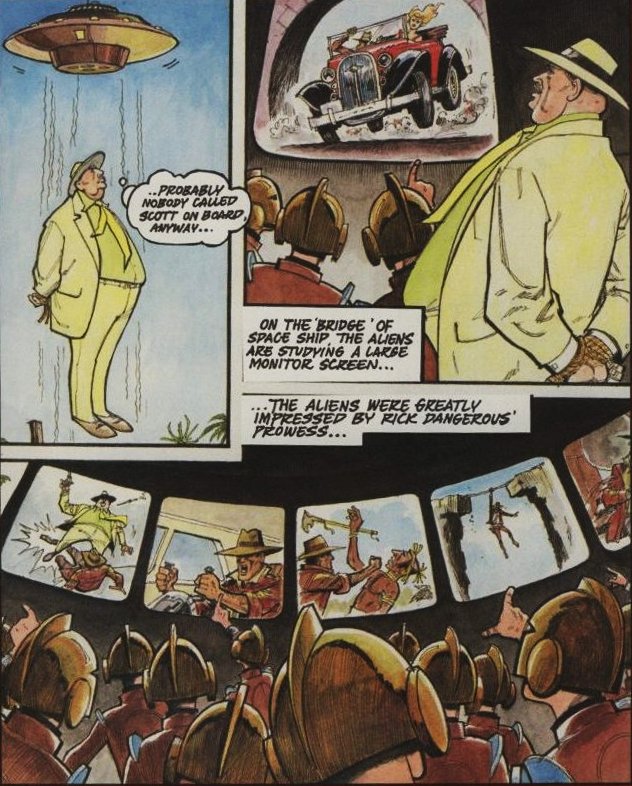 ..PROBABLY
NOBODY CALLED
SCOTT ON BOARD,
ANYWAY...
ON THE 'BRIDGE' OF
SPACE SHIP, THE ALIENS
ARE STUDYING A LARGE
MONITOR SCREEN...
...THE ALIENS WERE GREATLY
IMPRESSED BY RICK DANGEROUS'
PROWESS...